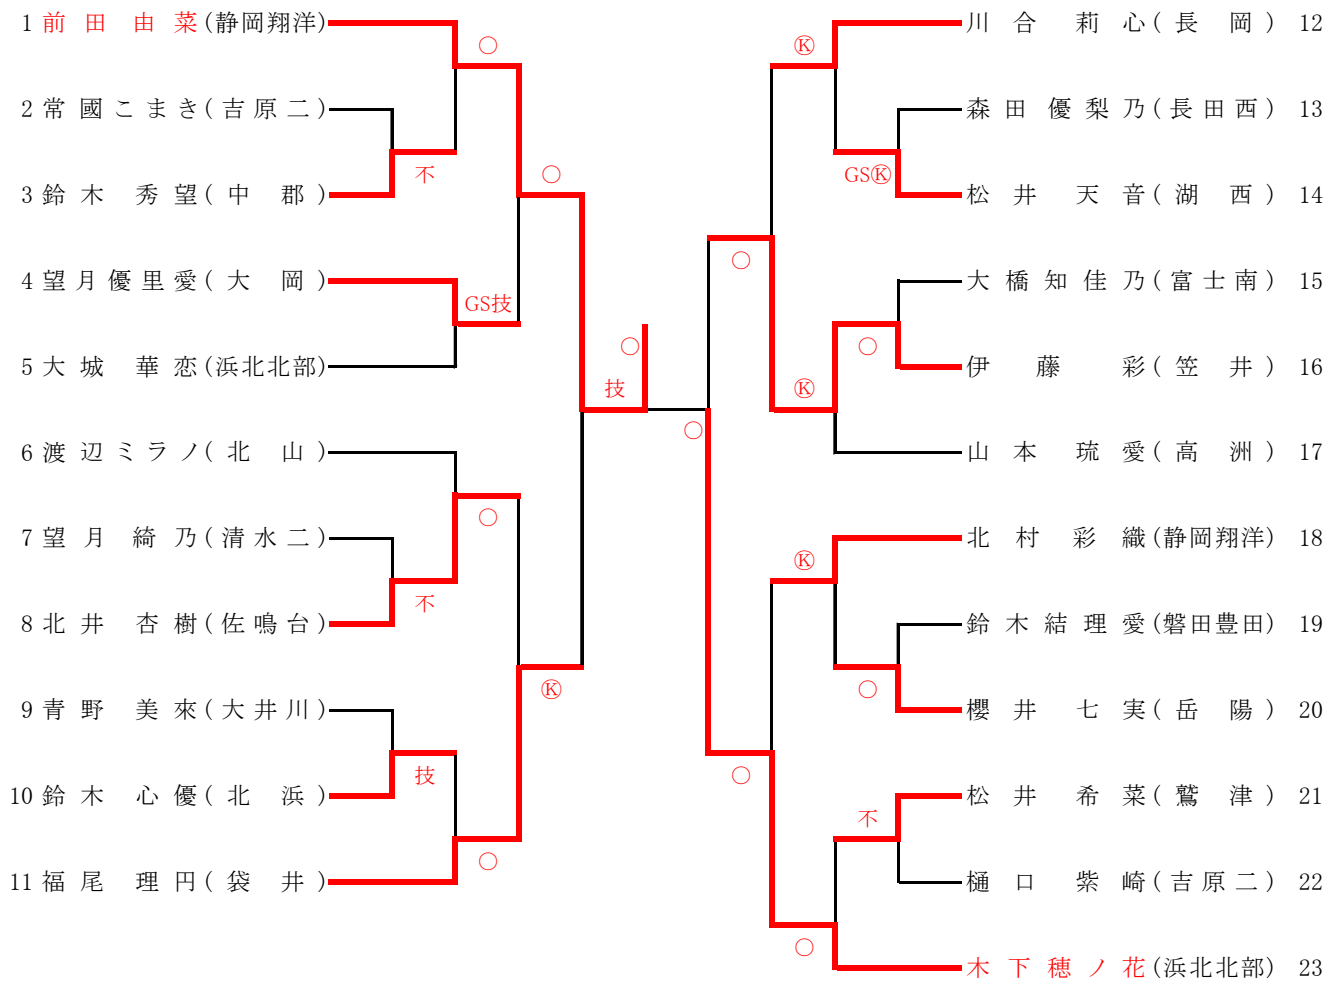 1 前田由菜(静岡翔洋)
2 常國こまき(吉原二)
3 鈴木秀望(中郡)
4 望月優里愛(大岡)
5 大城華恋(浜北北部)
6 渡辺ミラノ(北山)
7 望月綺乃(清水二)
8 北井杏樹(佐鳴台)
9 青野美來(大井川)
10 鈴木心優(北浜)
11 福尾理円(袋井)
○
不
○
GS技
○
不
Ⓚ
技
○
技
○
○
Ⓚ
GSⓀ
○
○
Ⓚ
Ⓚ
○
○
不
○
川合莉心(長岡) 12
森田優梨乃(長田西) 13
松井天音(湖西) 14
大橋知佳乃(富士南) 15
伊藤彩(笠井) 16
山本琉愛(高洲) 17
北村彩織(静岡翔洋) 18
鈴木結理愛(磐田豊田) 19
櫻井七実(岳陽) 20
松井希菜(鷲津) 21
樋口紫崎(吉原二) 22
木下穂ノ花(浜北北部) 23